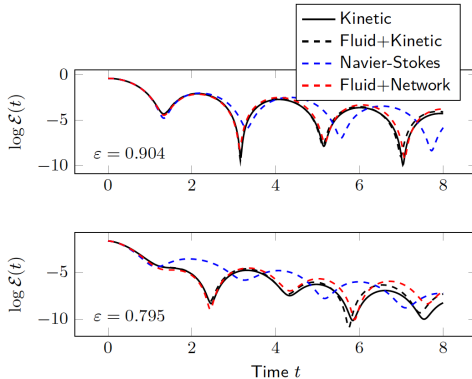 Kinetic
Fluid+Kinetic
Navier-Stokes
Fluid+Network
0
−5
−10
log ℰ(t)
ε = 0.904
0 2 4 6 8
−5
−10
log ℰ(t)
ε = 0.795
0 2 4 6 8
Time t